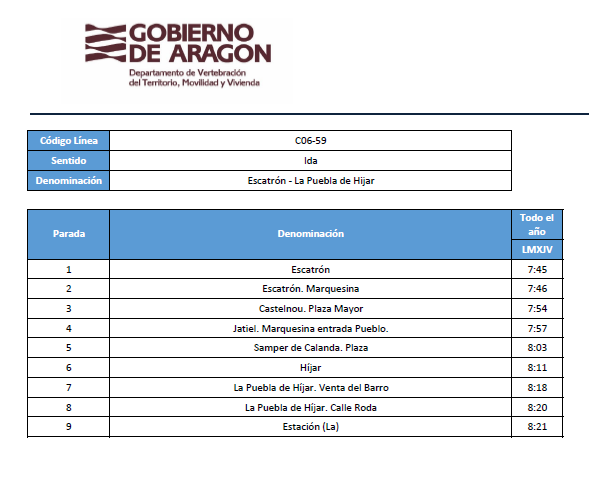 GOBIERNO
DE ARAGON
Departamento de Vertebración
del Territorio, Movilidad y Vivienda
Código Línea C06-59
Sentido Ida
Denominación Escatrón - La Puebla de Hijar
Parada Denominación Todo el año
LMXJV
1 Escatrón 7:45
2 Escatrón. Marquesina 7:46
3 Castelnou. Plaza Mayor 7:54
4 Jatiel. Marquesina entrada Pueblo. 7:57
5 Samper de Calanda. Plaza 8:03
6 Híjar 8:11
7 La Puebla de Híjar. Venta del Barro 8:18
8 La Puebla de Híjar. Calle Roda 8:20
9 Estación (La) 8:21